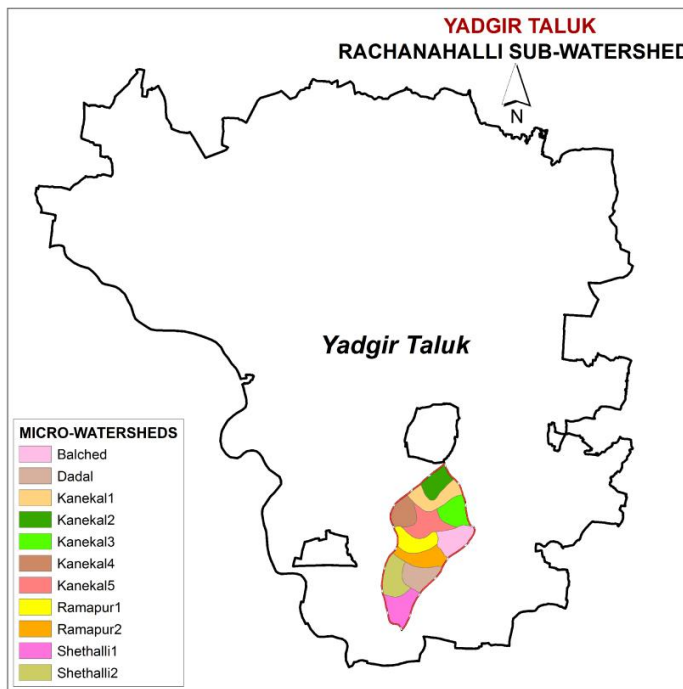 YADGIR TALUK
RACHANAHALLI SUB-WATERSHED
N
Yadgir Taluk
MICRO-WATERSHEDS
Balched
Dadal
Kanekal1
Kanekal2
Kanekal3
Kanekal4
Kanekal5
Ramapur1
Ramapur2
Shethalli1
Shethalli2